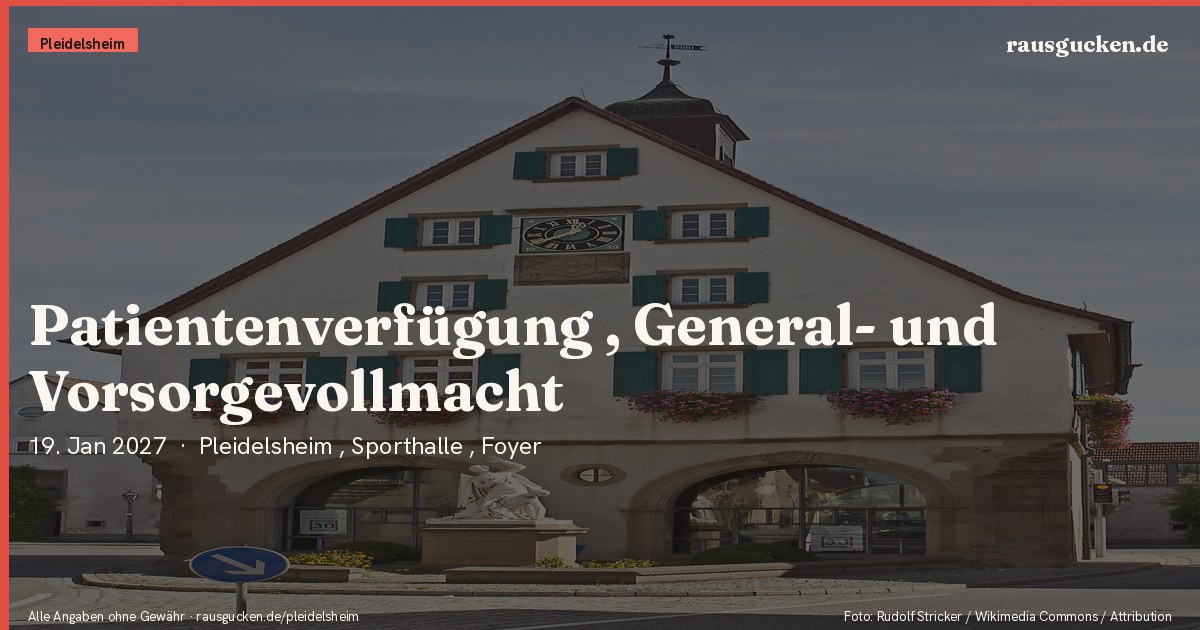 Pleidelsheim
rausgucken.de
Patientenverfügung , General- und
Vorsorgevollmacht
19. Jan 2027 · Pleidelsheim , Sporthalle , Foyer
30
Alle Angaben ohne Gewähr · rausgucken.de/pleidelsheim
Foto: Rudolf Stricker / Wikimedia Commons / Attribution